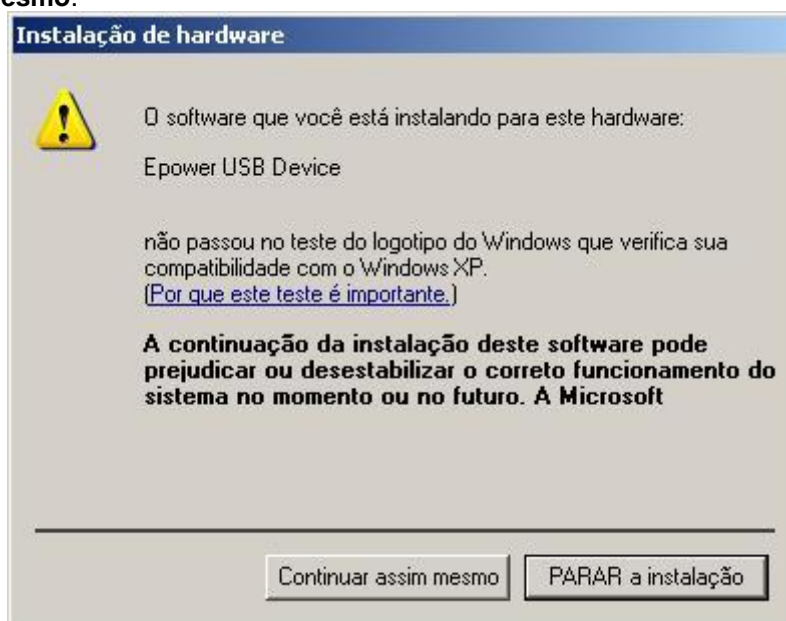 esmo.
Instalação de hardware
O software que você está instalando para este hardware:
Epower USB Device
não passou no teste do logotipo do Windows que verifica sua
compatibilidade com o Windows XP.
(Por que este teste é importante.)
A continuação da instalação deste software pode
prejudicar ou desestabilizar o correto funcionamento do
sistema no momento ou no futuro. A Microsoft
Continuar assim mesmo
PARAR a instalação